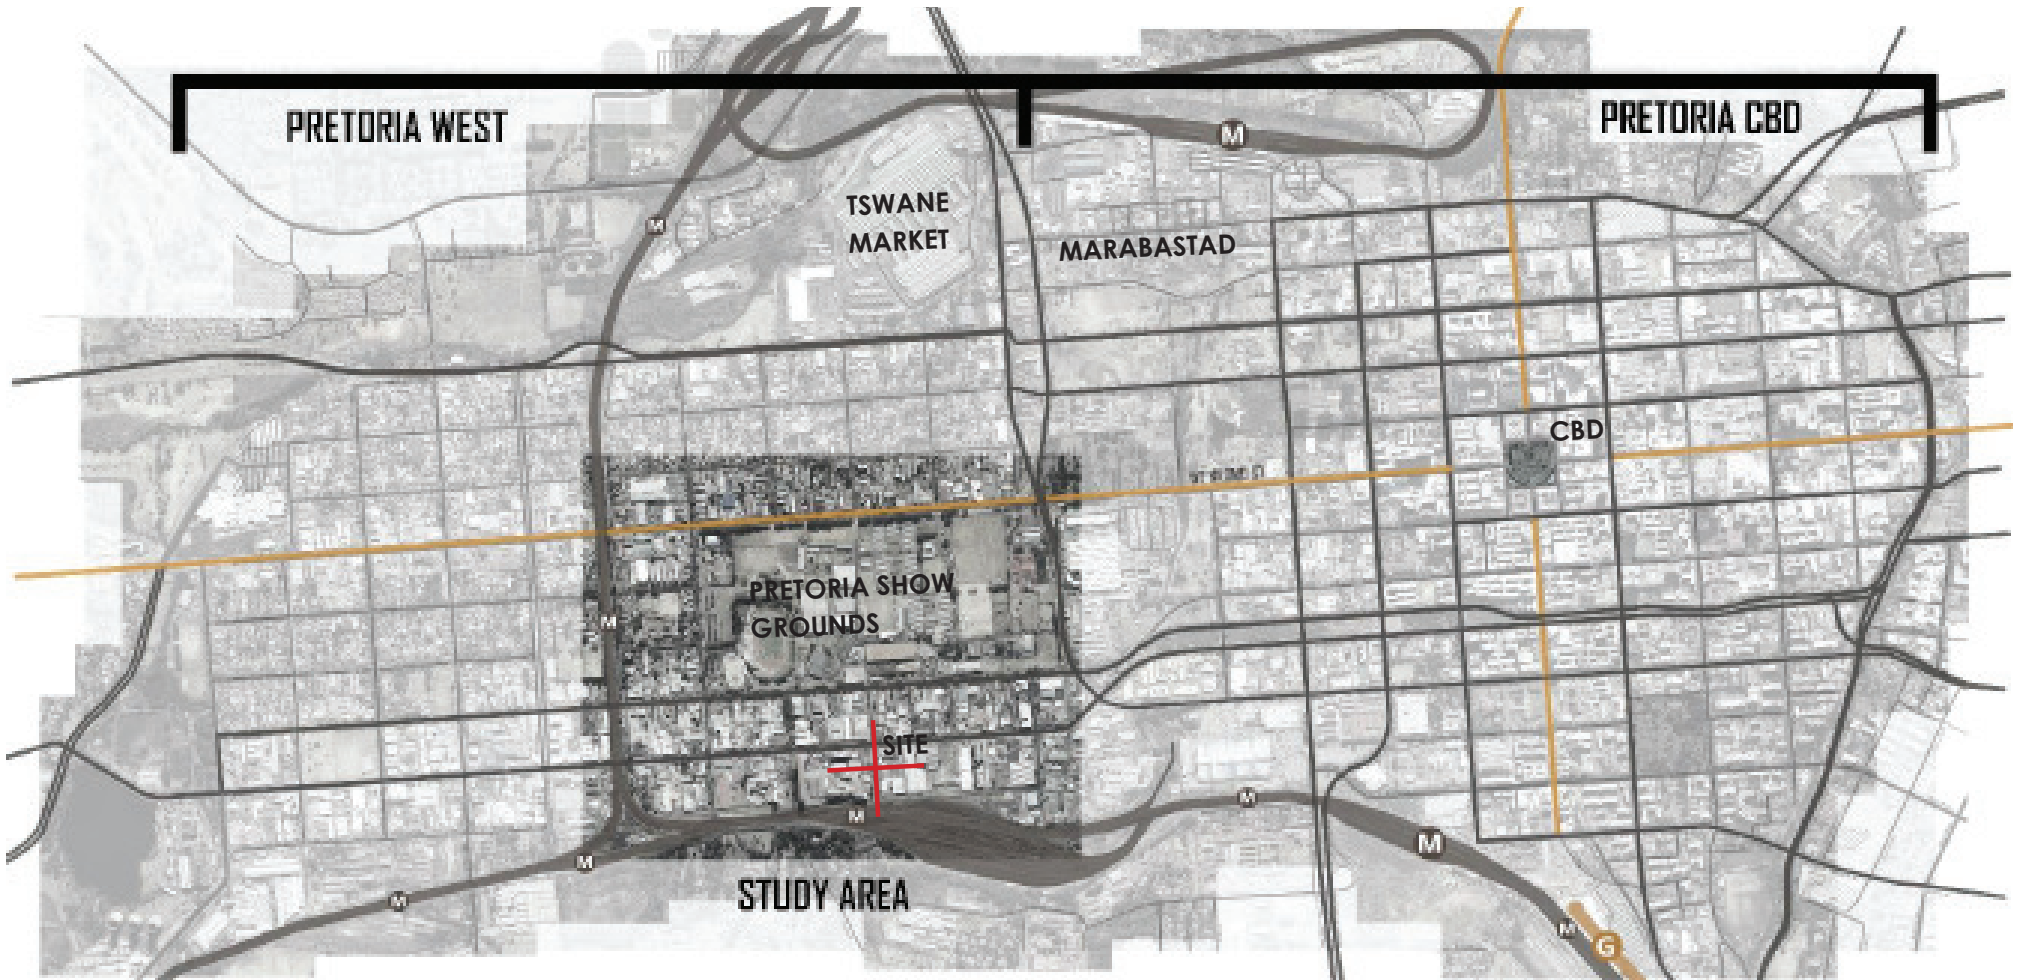 PRETORIA WEST
PRETORIA CBD
M
M
TSWANE
MARKET
MARABASTAD
CBD
PRETORIA SHOW
GROUNDS
M
SITE
M
M
M
M
M
STUDY AREA
M
G